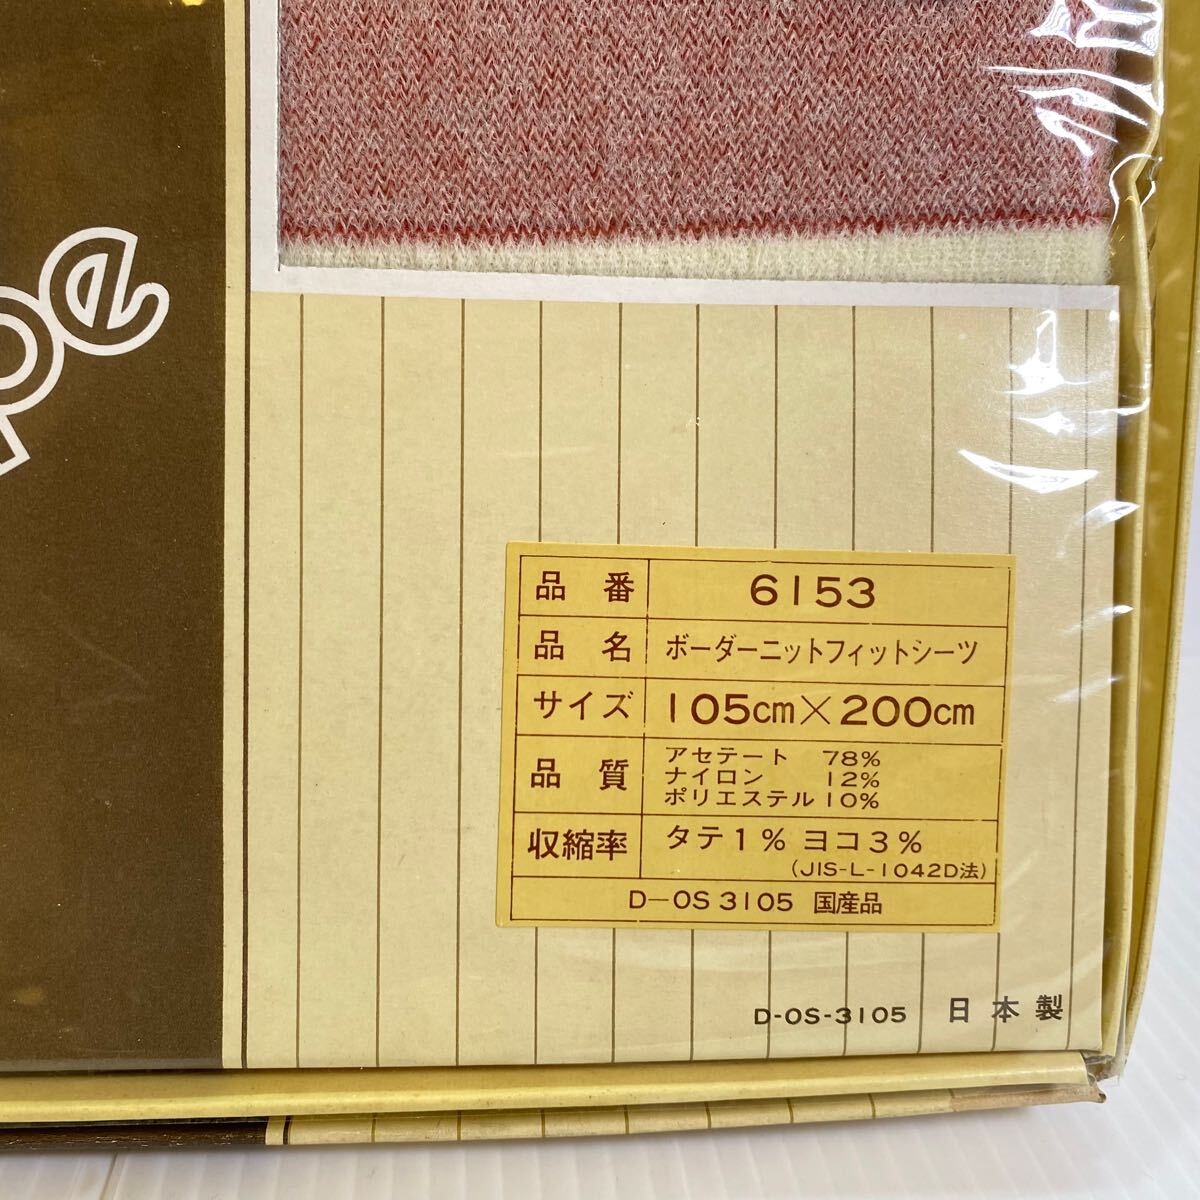 pe
品番 6153
品名 ボーダーニットフィットシーツ
サイズ 105cm×200cm
品質 アセテート 78%
ナイロン 12%
ポリエステル 10%
収縮率 タテ1% ヨコ3%
(JIS-L-1042D法)
D-OS 3105 国産品
D-OS-3105 日本製